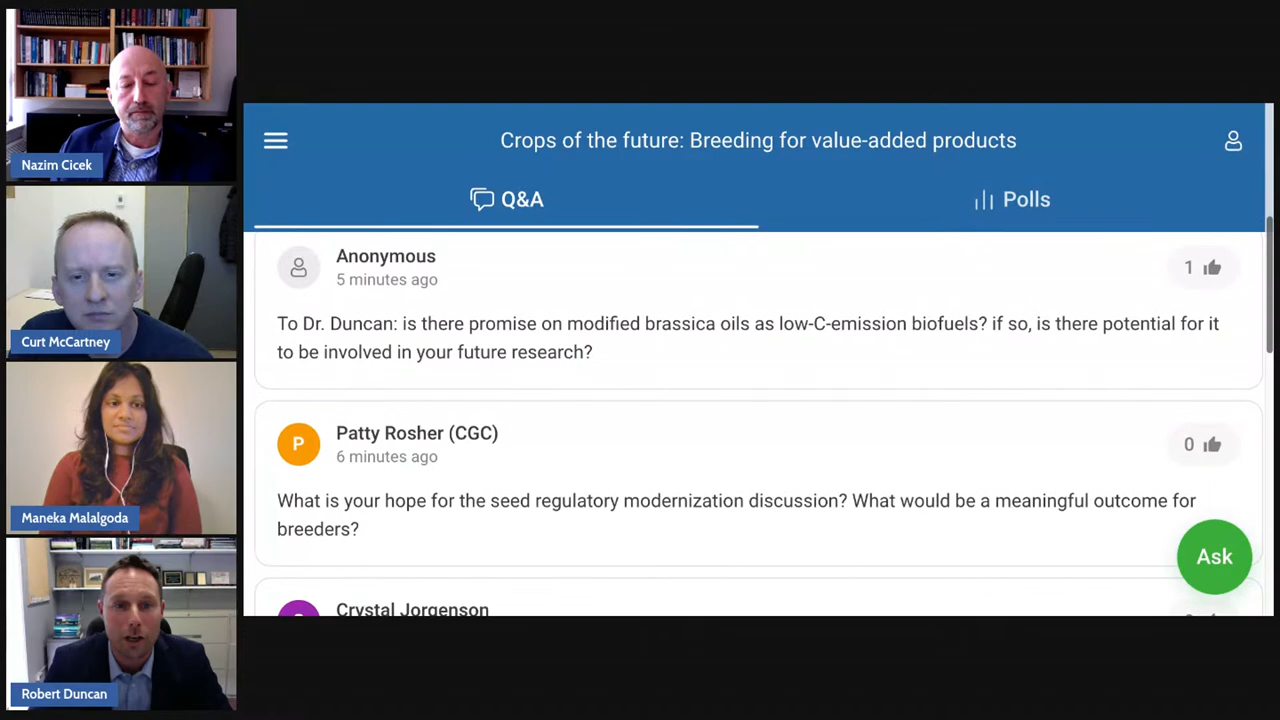 Nazim Cicek
Curt McCartney
Maneka Malalgoda
Robert Duncan
Crops of the future: Breeding for value-added products
Q&A
Polls
Anonymous
5 minutes ago
1
To Dr. Duncan: is there promise on modified brassica oils as low-C-emission biofuels? if so, is there potential for it
to be involved in your future research?
P
Patty Rosher (CGC)
6 minutes ago
0
What is your hope for the seed regulatory modernization discussion? What would be a meaningful outcome for
breeders?
Ask
Crystal Jorgenson